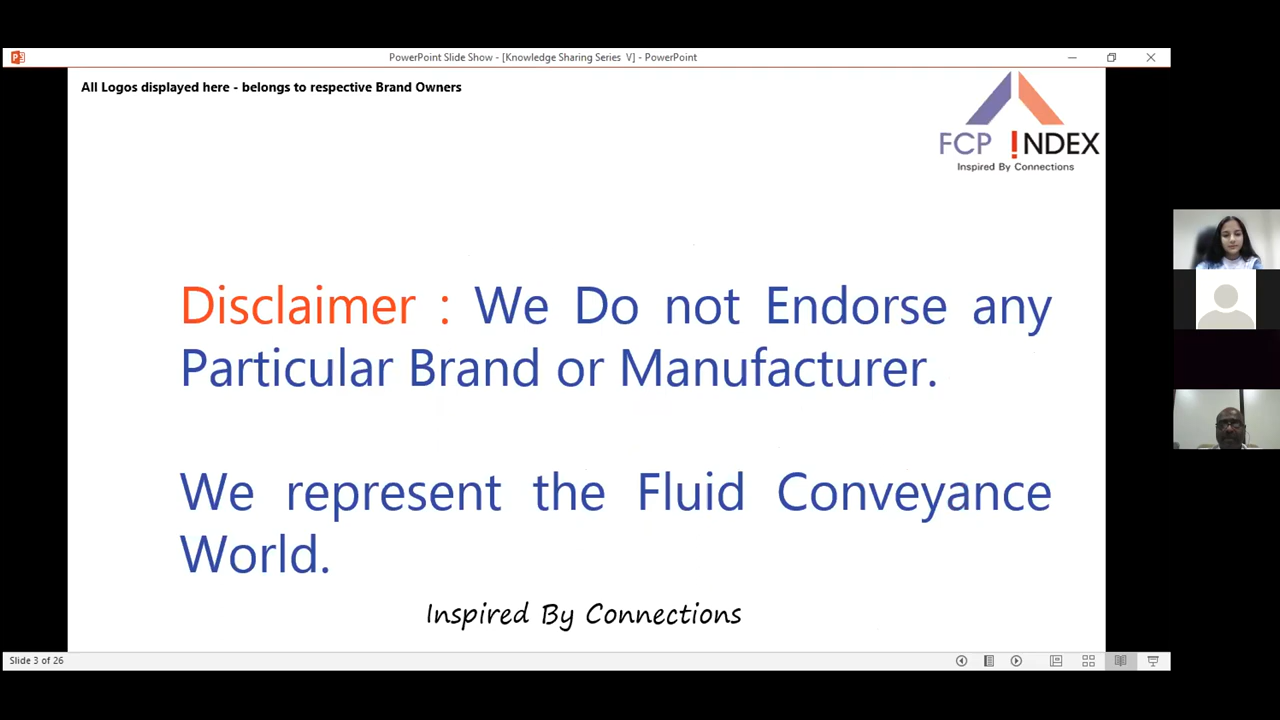 PowerPoint Slide Show - [Knowledge Sharing Series V] - PowerPoint
All Logos displayed here - belongs to respective Brand Owners
FCP !NDEX
Inspired By Connections
Disclaimer : We Do not Endorse any
Particular Brand or Manufacturer.
We represent the Fluid Conveyance
World.
Inspired By Connections
Slide 3 of 26